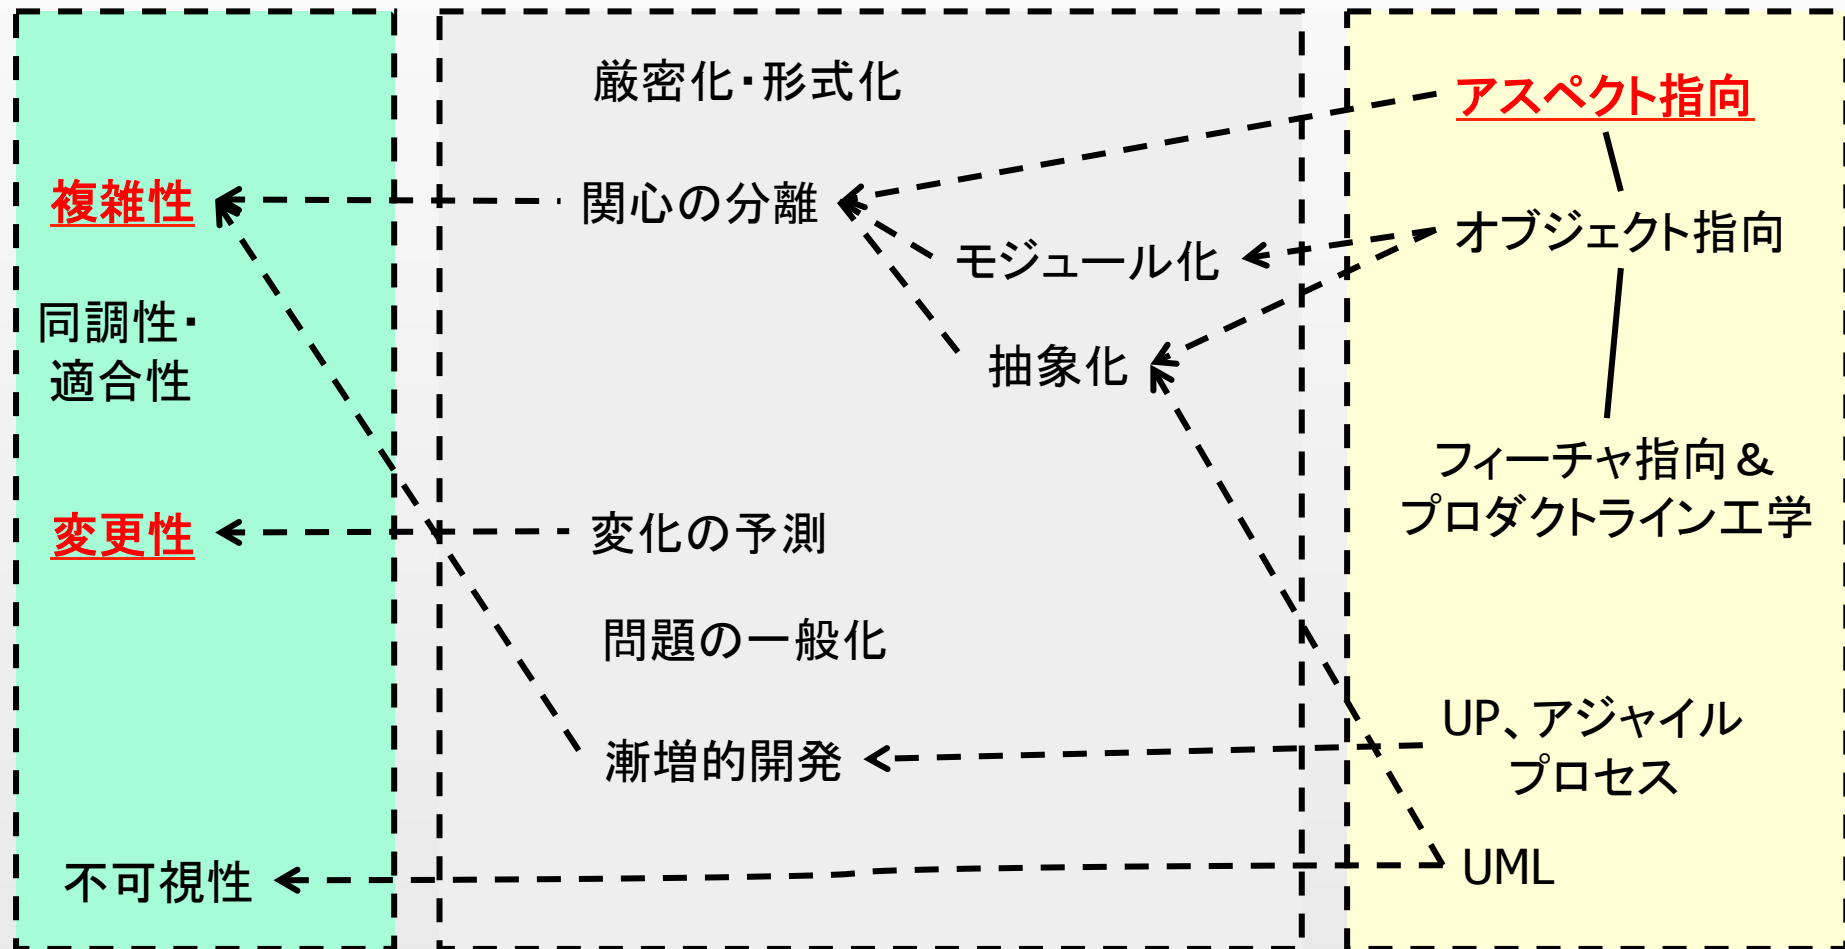 複雑性
同調性・
適合性
変更性
不可視性
厳密化・形式化
関心の分離
モジュール化
抽象化
変化の予測
問題の一般化
漸増的開発
アスペクト指向
オブジェクト指向
フィーチャ指向&
プロダクトライン工学
UP、アジャイル
プロセス
UML